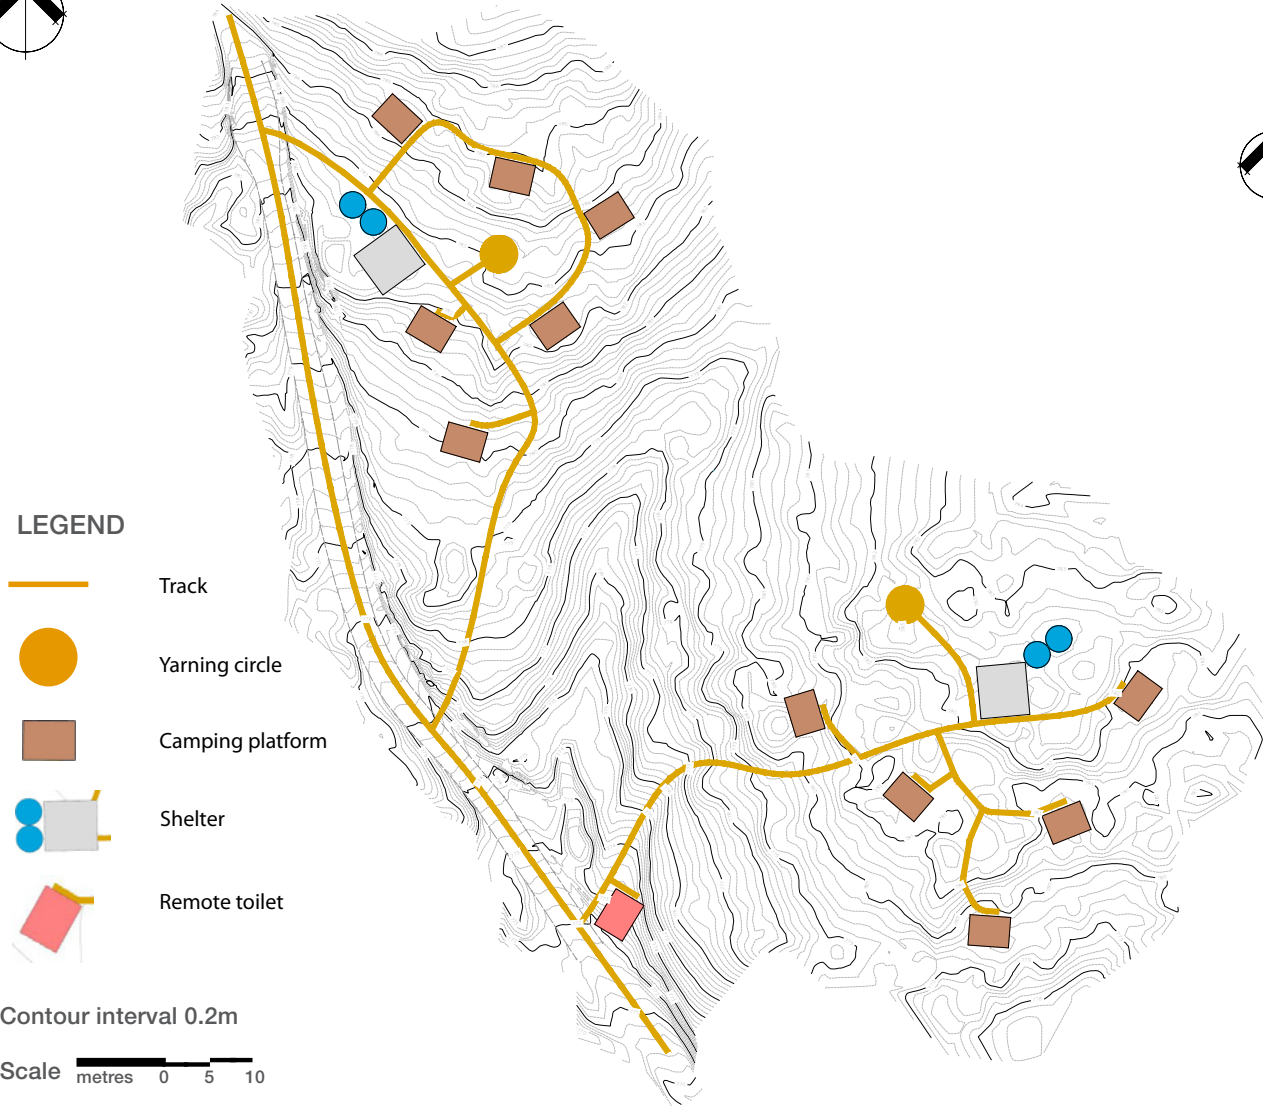 LEGEND
Track
Yarning circle
Camping platform
Shelter
Remote toilet
Contour interval 0.2m
Scale metres 0 5 10